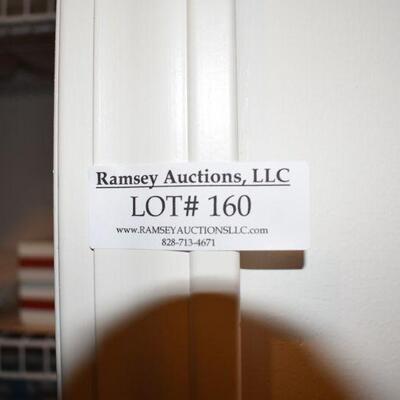 Ramsey Auctions, LLC
LOT# 160
www.RAMSEYAUCTIONSLLC.com
828-713-4671